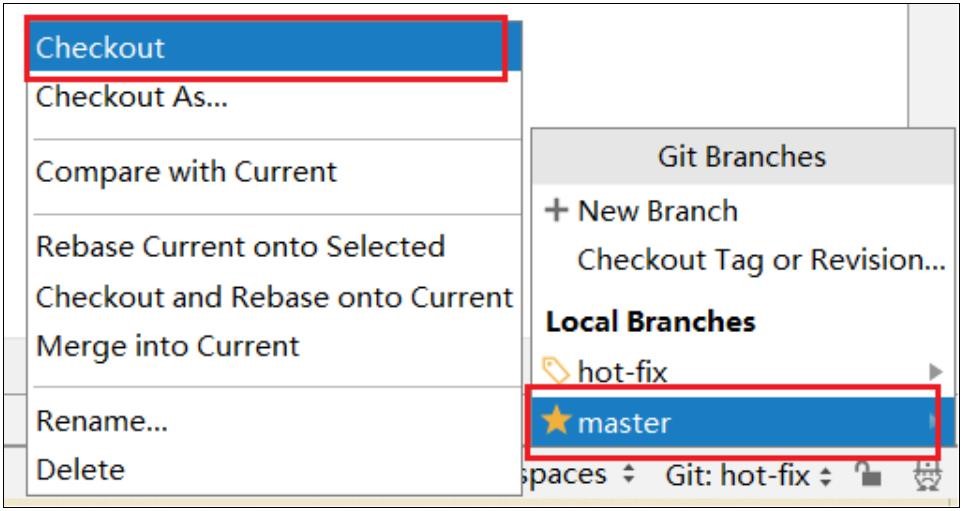 Checkout
Checkout As...
Compare with Current
Rebase Current onto Selected
Checkout and Rebase onto Current
Merge into Current
Rename...
Delete
Git Branches
New Branch
Checkout Tag or Revision...
Local Branches
hot-fix
master
spaces Git: hot-fix